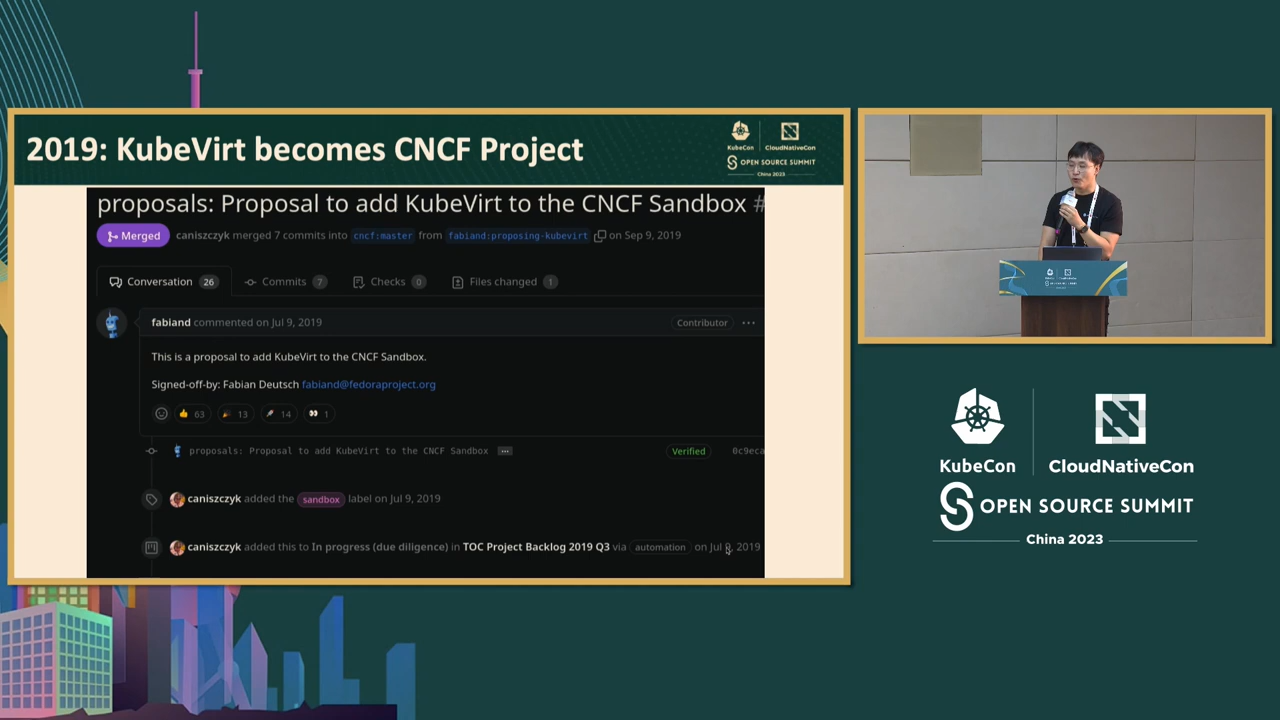 2019: KubeVirt becomes CNCF Project
KubeCon
CloudNativeCon
OPEN SOURCE SUMMIT
China 2023
proposals: Proposal to add KubeVirt to the CNCF Sandbox #
Merged caniszczyk merged 7 commits into cncf:master from fabiand:proposing-kubevirt on Sep 9, 2019
Conversation 26 Commits 7 Checks 0 Files changed 1
fabiand commented on Jul 9, 2019 Contributor ...
This is a proposal to add KubeVirt to the CNCF Sandbox.
Signed-off-by: Fabian Deutsch fabiand@fedoraproject.org
63 13 14 1
proposals: Proposal to add KubeVirt to the CNCF Sandbox ... Verified 0c9eca
caniszczyk added the sandbox label on Jul 9, 2019
caniszczyk added this to In progress (due diligence) in TOC Project Backlog 2019 Q3 via automation on Jul 9, 2019
KubeCon
CloudNativeCon
OPEN SOURCE SUMMIT
China 2023